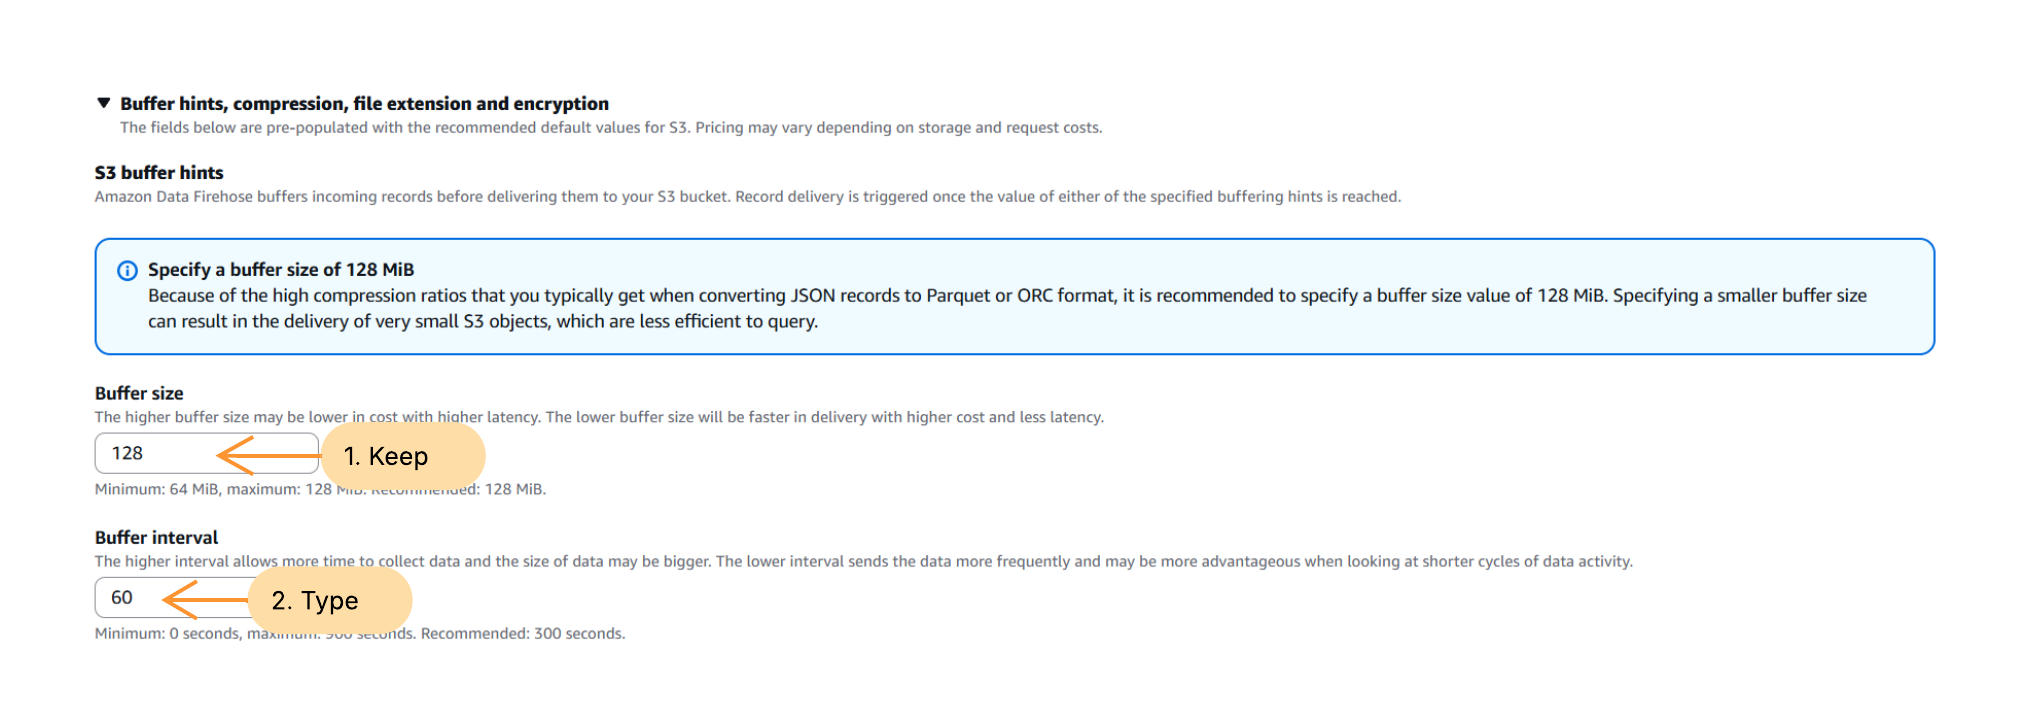 Buffer hints, compression, file extension and encryption
The fields below are pre-populated with the recommended default values for S3. Pricing may vary depending on storage and request costs.
S3 buffer hints
Amazon Data Firehose buffers incoming records before delivering them to your S3 bucket. Record delivery is triggered once the value of either of the specified buffering hints is reached.
Specify a buffer size of 128 MiB
Because of the high compression ratios that you typically get when converting JSON records to Parquet or ORC format, it is recommended to specify a buffer size value of 128 MiB. Specifying a smaller buffer size
can result in the delivery of very small S3 objects, which are less efficient to query.
Buffer size
The higher buffer size may be lower in cost with higher latency. The lower buffer size will be faster in delivery with higher cost and less latency.
128
1. Keep
Minimum: 64 MiB, maximum: 128 MiB. Recommended: 128 MiB.
Buffer interval
The higher interval allows more time to collect data and the size of data may be bigger. The lower interval sends the data more frequently and may be more advantageous when looking at shorter cycles of data activity.
60
2. Type
Minimum: 0 seconds, maximum: 900 seconds. Recommended: 300 seconds.